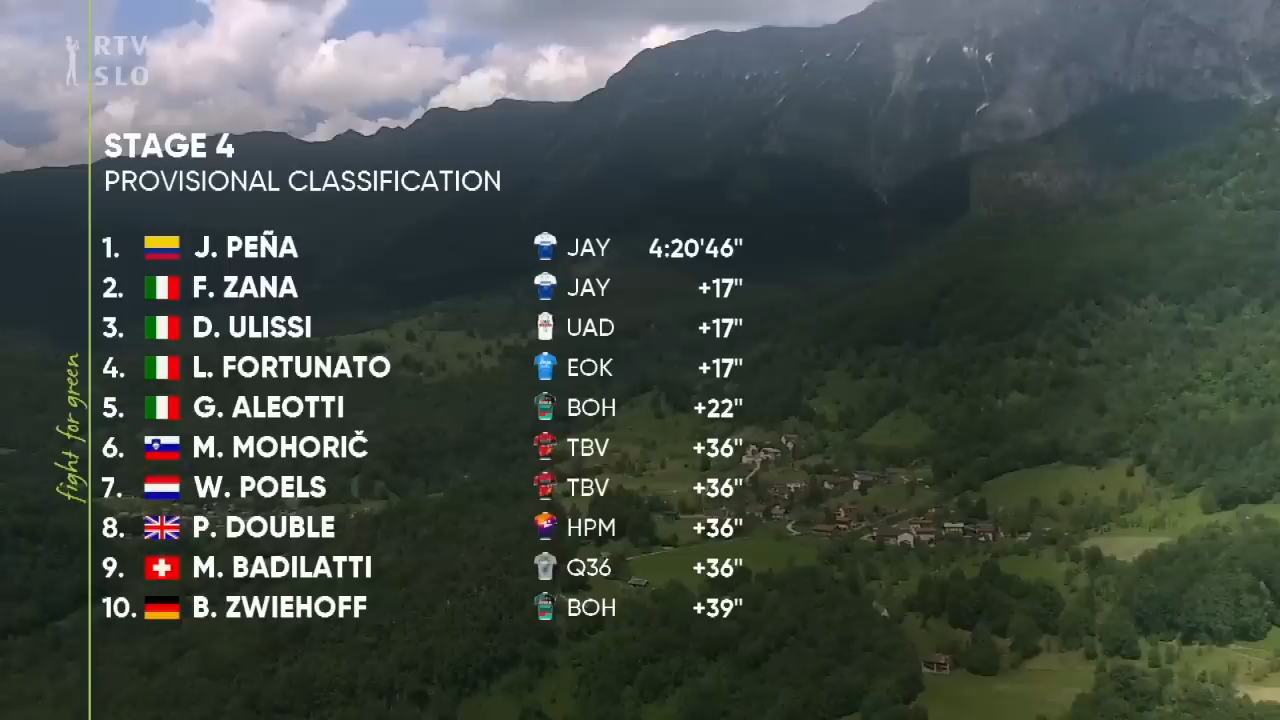 RTV
SLO
STAGE 4
PROVISIONAL CLASSIFICATION
1. J. PEÑA JAY 4:20'46"
2. F. ZANA JAY +17"
3. D. ULISSI UAD +17"
4. L. FORTUNATO EOK +17"
5. G. ALEOTTI BOH +22"
6. M. MOHORIČ TBV +36"
7. W. POELS TBV +36"
8. P. DOUBLE HPM +36"
9. M. BADILATTI Q36 +36"
10. B. ZWIEHOFF BOH +39"
fight for green